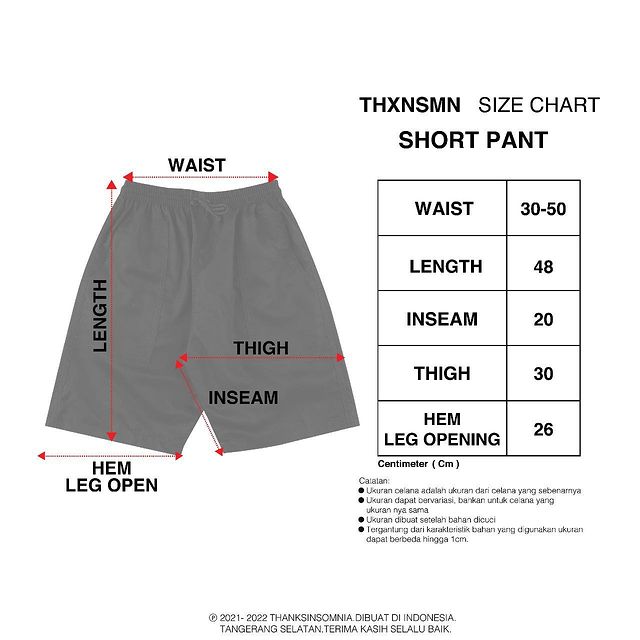 THXNSMN SIZE CHART
SHORT PANT
WAIST
LENGTH
THIGH
INSEAM
HEM
LEG OPEN
WAIST 30-50
LENGTH 48
INSEAM 20
THIGH 30
HEM
LEG OPENING 26
Centimeter ( Cm )
Catatan:
● Ukuran celana adalah ukuran dari celana yang sebenarnya
● Ukuran dapat bervariasi, bahkan untuk celana yang
ukuran nya sama
● Ukuran dibuat setelah bahan dicuci
● Tergantung dari karakteristik bahan yang digunakan ukuran
dapat berbeda hingga 1cm.
℗ 2021- 2022 THANKSINSOMNIA.DIBUAT DI INDONESIA.
TANGERANG SELATAN.TERIMA KASIH SELALU BAIK.